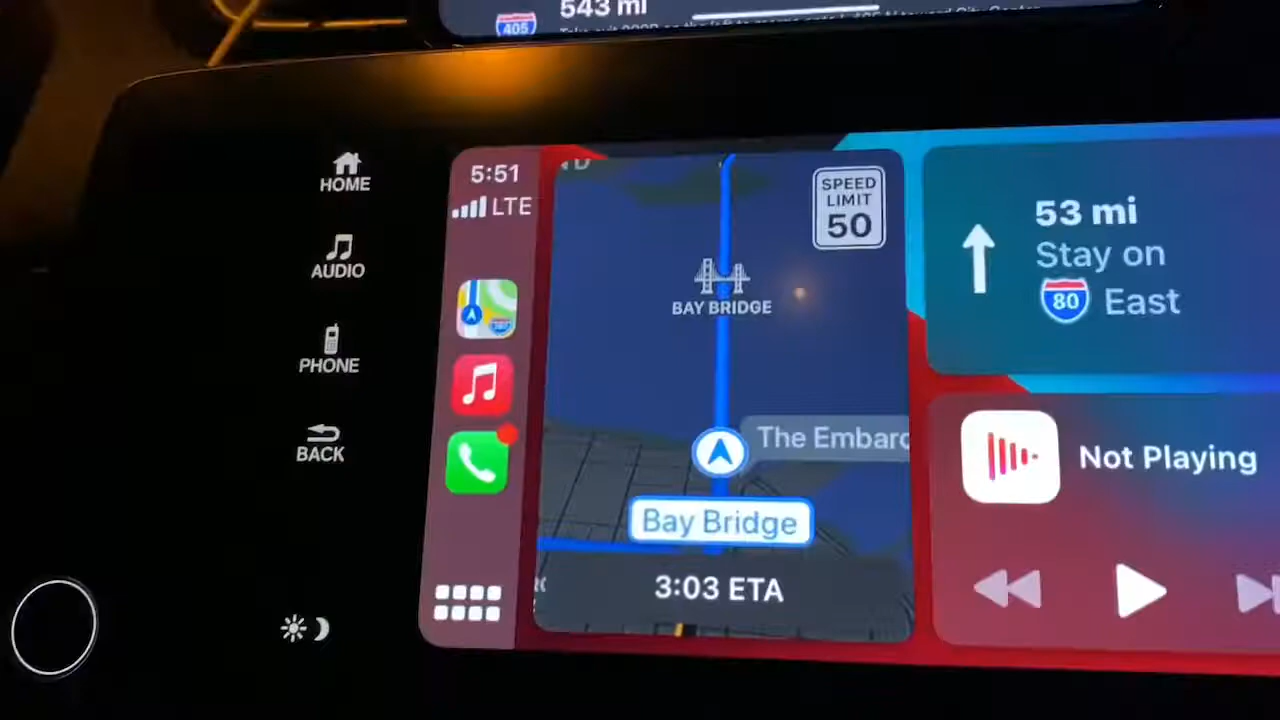 543 mi
405
HOME
AUDIO
PHONE
BACK
5:51
LTE
SPEED
LIMIT
50
BAY BRIDGE
The Embarc
Bay Bridge
3:03 ETA
53 mi
Stay on
80 East
Not Playing